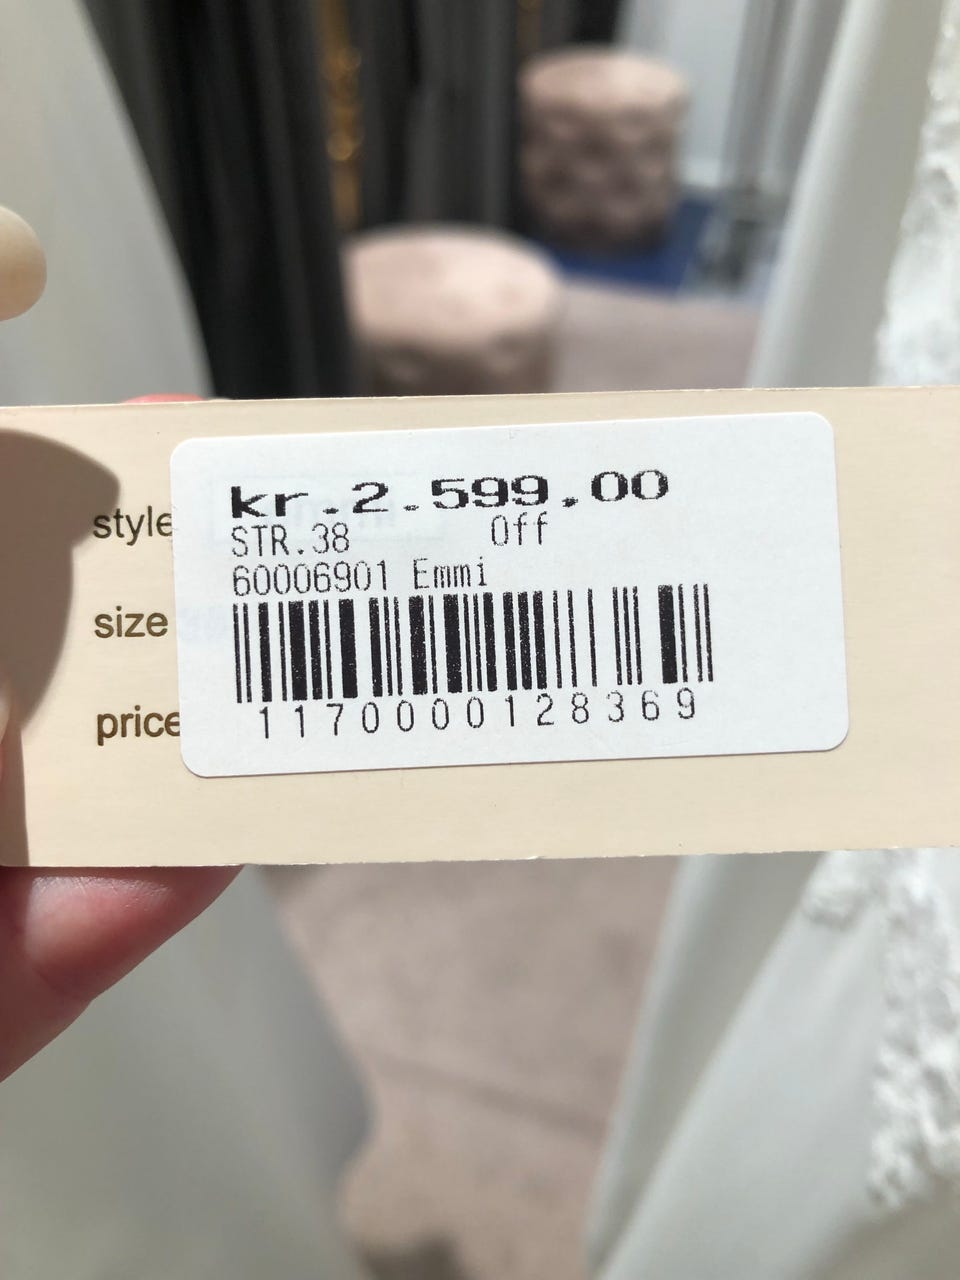 kr.2.599,00
STR.38 Off
60006901 Emmi
1170000128369
style
size
price